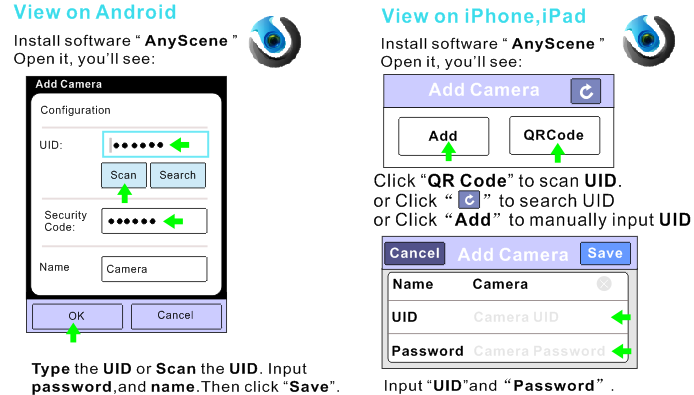 View on Android
Install software “ AnyScene ”
Open it, you’ll see:
Add Camera
Configuration
UID: ●●●●●●
Scan Search
Security
Code: ●●●●●●
Name Camera
OK Cancel
Type the UID or Scan the UID. Input
password,and name.Then click “Save”.
View on iPhone,iPad
Install software “ AnyScene ”
Open it, you’ll see:
Add Camera
Add QRCode
Click “QR Code” to scan UID.
or Click “ ” to search UID
or Click “Add” to manually input UID
Cancel Add Camera Save
Name Camera
UID Camera UID
Password Camera Password
Input “UID”and “Password” .